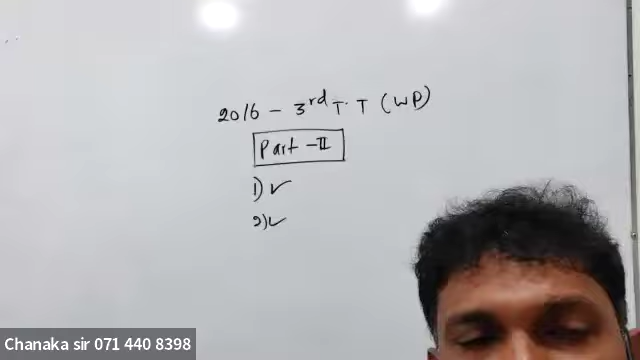 2016 - 3rd T. T (WP)
Part - II
1) ✓
2) ✓
Chanaka sir 071 440 8398